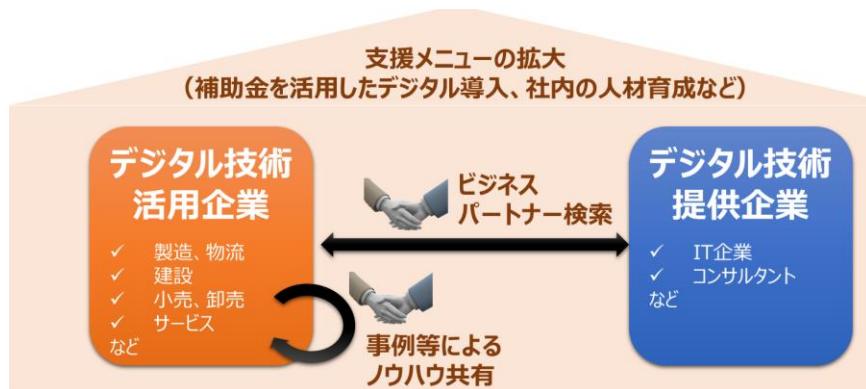 支援メニューの拡大
（補助金を活用したデジタル導入、社内の人材育成など）
デジタル技術
活用企業
✓ 製造、物流
✓ 建設
✓ 小売、卸売
✓ サービス
など
ビジネス
パートナー検索
事例等による
ノウハウ共有
デジタル技術
提供企業
✓ IT企業
✓ コンサルタント
など